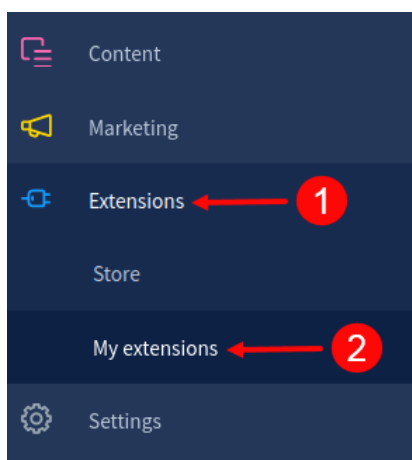 Content
Marketing
Extensions 1
Store
My extensions 2
Settings